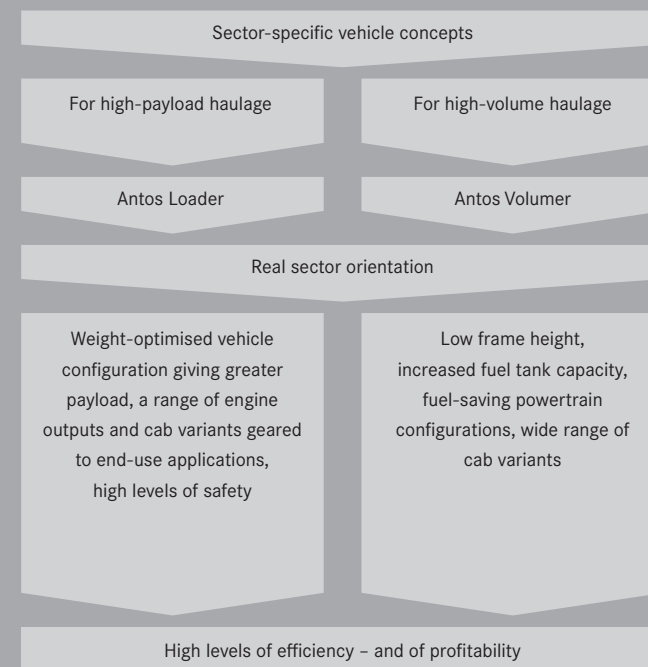 Sector-specific vehicle concepts
For high-payload haulage
For high-volume haulage
Antos Loader
Antos Volumer
Real sector orientation
Weight-optimised vehicle
configuration giving greater
payload, a range of engine
outputs and cab variants geared
to end-use applications,
high levels of safety
Low frame height,
increased fuel tank capacity,
fuel-saving powertrain
configurations, wide range of
cab variants
High levels of efficiency – and of profitability